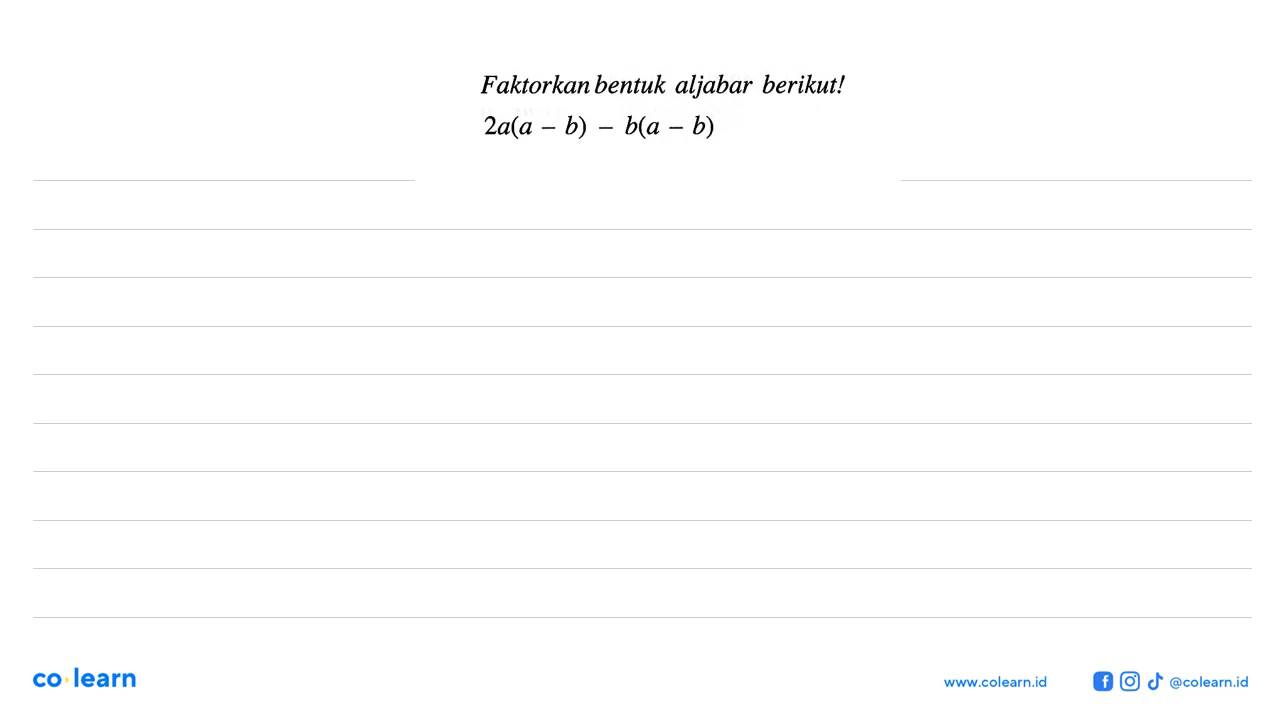 Faktorkan bentuk aljabar berikut!
2a(a – b) – b(a – b)
co learn
www.colearn.id @colearn.id